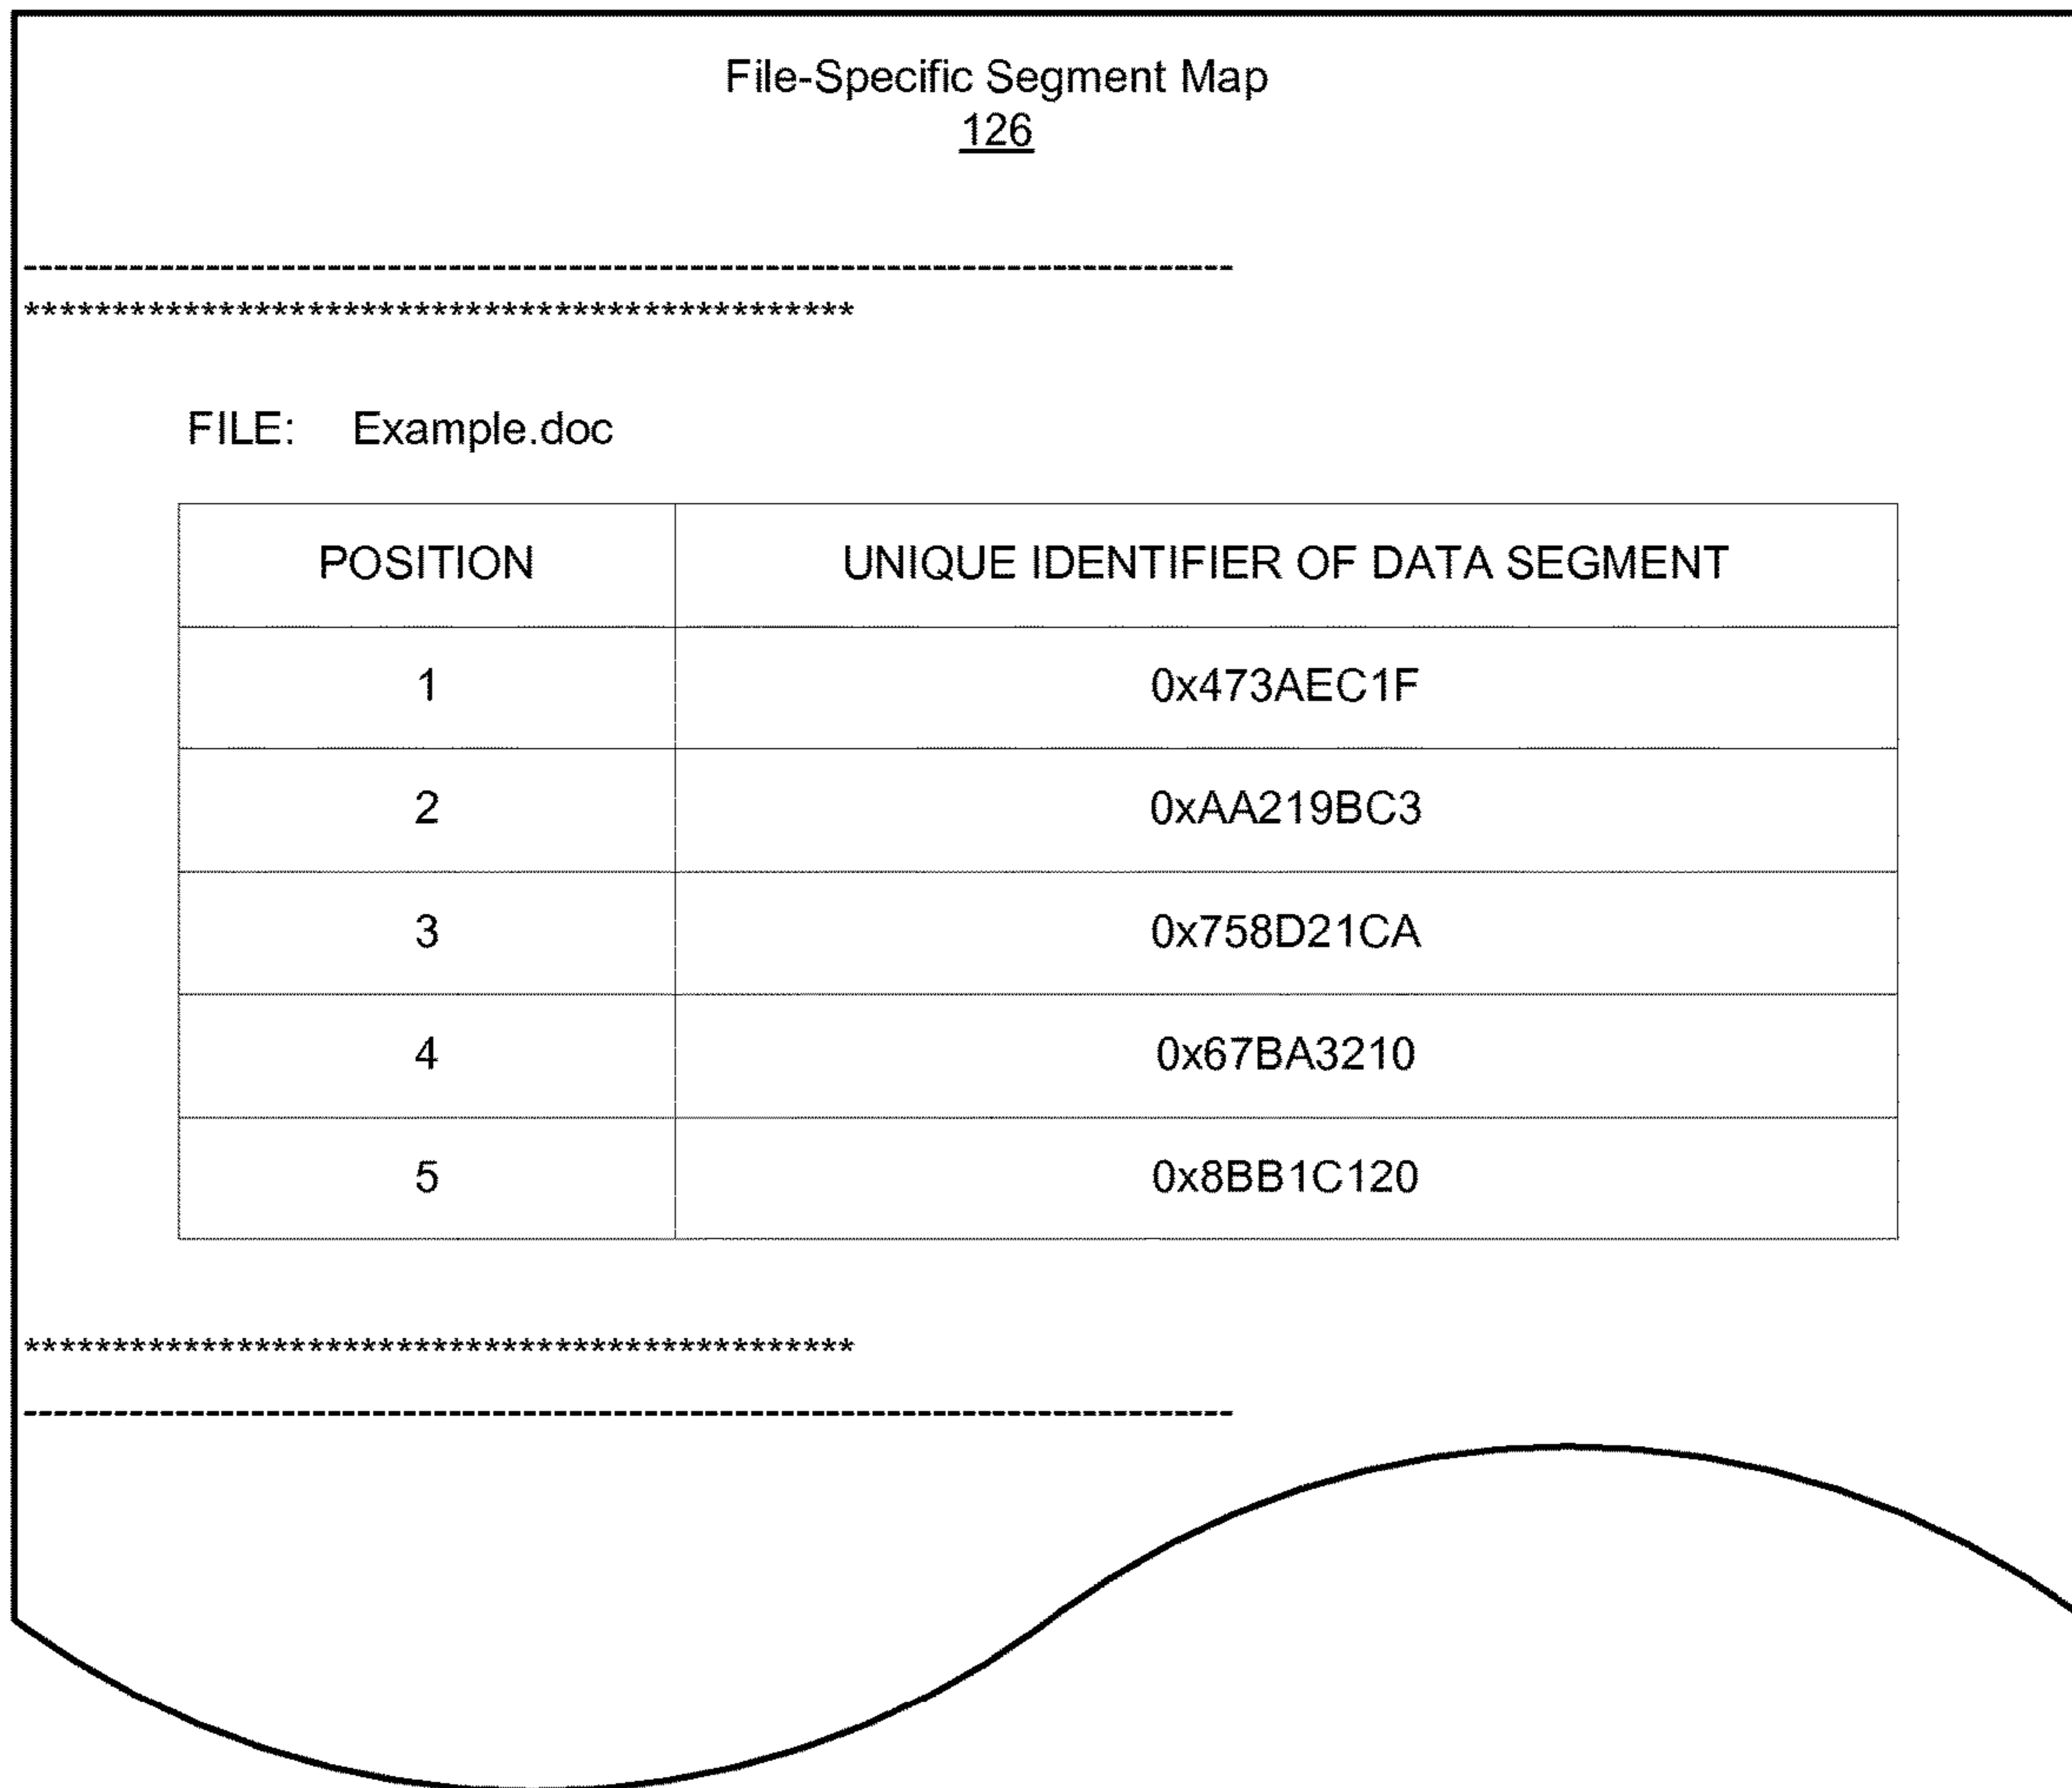 File-Specific Segment Map
126
--------------------------------------------------------------------------------
***********************************************
FILE: Example.doc
POSITION UNIQUE IDENTIFIER OF DATA SEGMENT
1 0x473AEC1F
2 0xAA219BC3
3 0x758D21CA
4 0x67BA3210
5 0x8BB1C120
***********************************************
--------------------------------------------------------------------------------